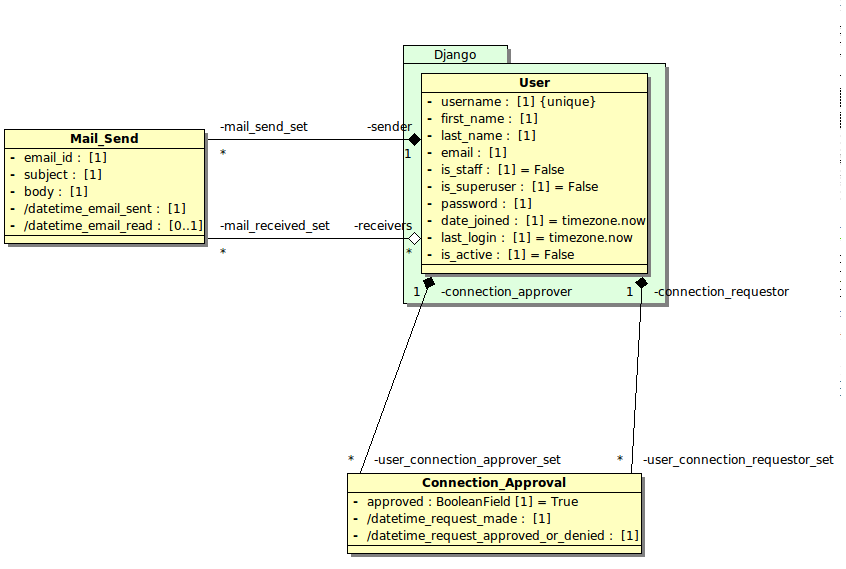 Django
User
- username : [1] {unique}
- first_name : [1]
- last_name : [1]
- email : [1]
- is_staff : [1] = False
- is_superuser : [1] = False
- password : [1]
- date_joined : [1] = timezone.now
- last_login : [1] = timezone.now
- is_active : [1] = False
Mail_Send
- email_id : [1]
- subject : [1]
- body : [1]
- /datetime_email_sent : [1]
- /datetime_email_read : [0..1]
-mail_send_set
-sender
*
1
-mail_received_set
-receivers
*
*
1
-connection_approver
1
-connection_requestor
*
-user_connection_approver_set
*
-user_connection_requestor_set
Connection_Approval
- approved : BooleanField [1] = True
- /datetime_request_made : [1]
- /datetime_request_approved_or_denied : [1]